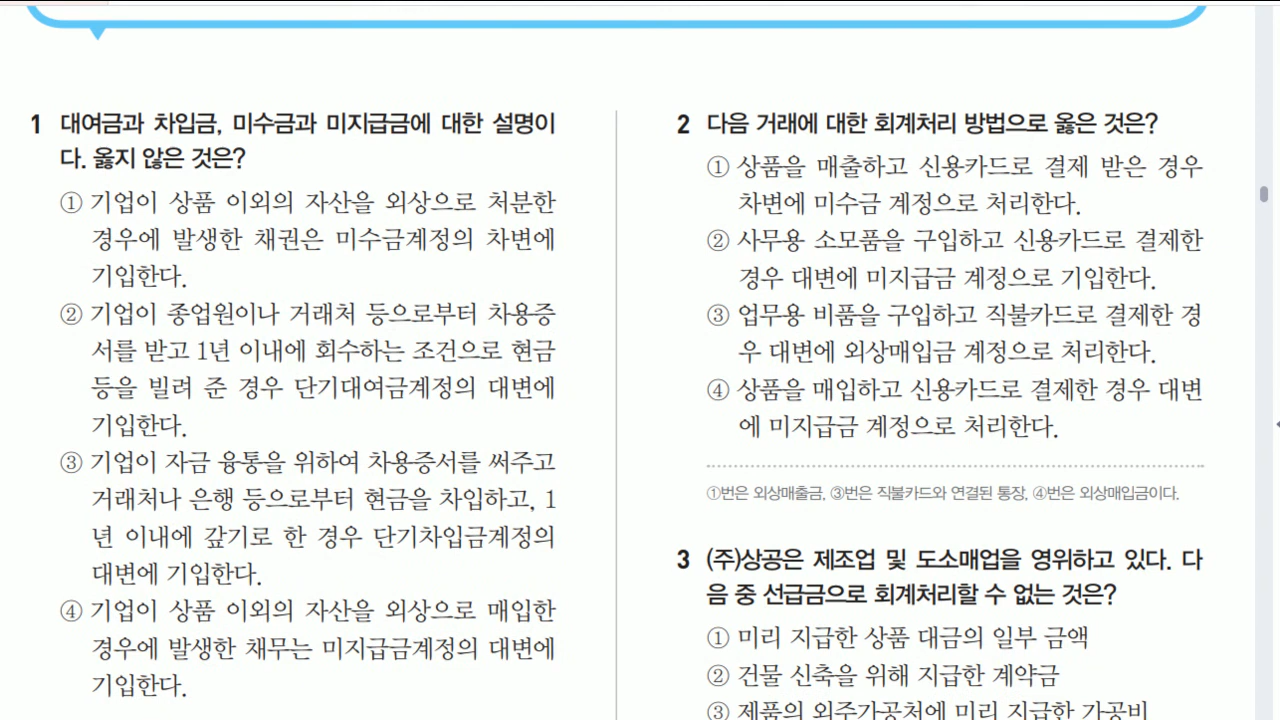 1 대여금과 차입금, 미수금과 미지급금에 대한 설명이
다. 옳지 않은 것은?
① 기업이 상품 이외의 자산을 외상으로 처분한
경우에 발생한 채권은 미수금계정의 차변에
기입한다.
② 기업이 종업원이나 거래처 등으로부터 차용증
서를 받고 1년 이내에 회수하는 조건으로 현금
등을 빌려 준 경우 단기대여금계정의 대변에
기입한다.
③ 기업이 자금 융통을 위하여 차용증서를 써주고
거래처나 은행 등으로부터 현금을 차입하고, 1
년 이내에 갚기로 한 경우 단기차입금계정의
대변에 기입한다.
④ 기업이 상품 이외의 자산을 외상으로 매입한
경우에 발생한 채무는 미지급금계정의 대변에
기입한다.
2 다음 거래에 대한 회계처리 방법으로 옳은 것은?
① 상품을 매출하고 신용카드로 결제 받은 경우
차변에 미수금 계정으로 처리한다.
② 사무용 소모품을 구입하고 신용카드로 결제한
경우 대변에 미지급금 계정으로 기입한다.
③ 업무용 비품을 구입하고 직불카드로 결제한 경
우 대변에 외상매입금 계정으로 처리한다.
④ 상품을 매입하고 신용카드로 결제한 경우 대변
에 미지급금 계정으로 처리한다.
①번은 외상매출금, ③번은 직불카드와 연결된 통장, ④번은 외상매입금이다.
3 (주)상공은 제조업 및 도소매업을 영위하고 있다. 다
음 중 선급금으로 회계처리할 수 없는 것은?
① 미리 지급한 상품 대금의 일부 금액
② 건물 신축을 위해 지급한 계약금
③ 제품의 외주가공처에 미리 지급한 가공비